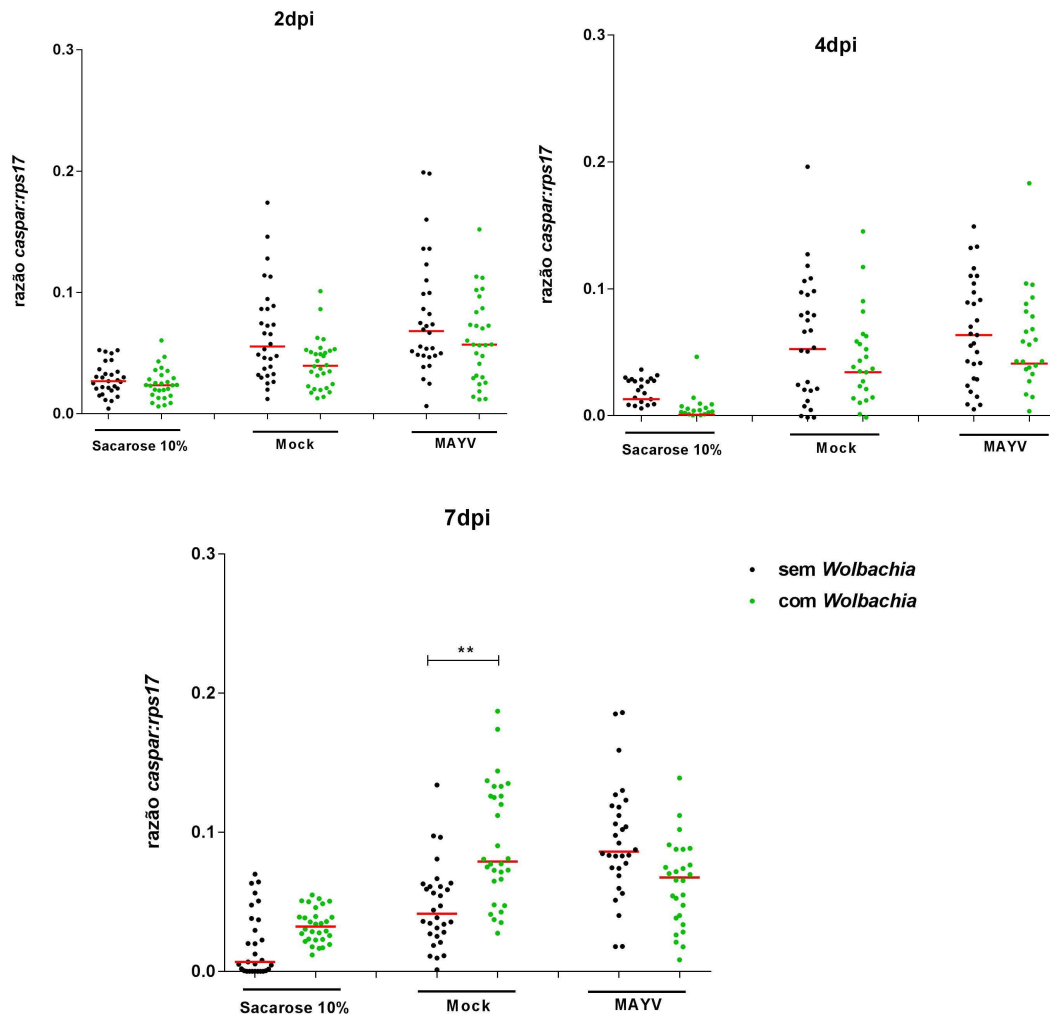 2dpi
0.3
0.2
0.1
0.0
razão caspar:rps17
Sacarose 10%
Mock
MAYV
4dpi
0.3
0.2
0.1
0.0
razão caspar:rps17
Sacarose 10%
Mock
MAYV
7dpi
0.3
0.2
0.1
0.0
razão caspar:rps17
**
Sacarose 10%
Mock
MAYV
sem Wolbachia
com Wolbachia